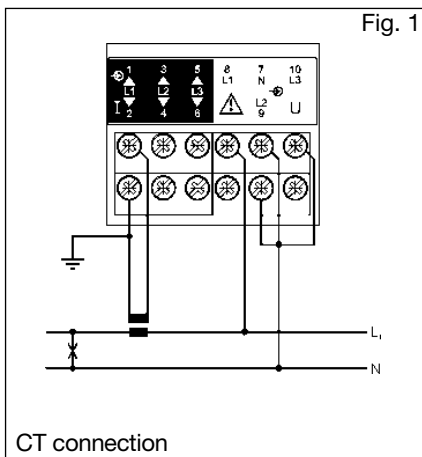 Fig. 1
1 3 5 8 7 10
L1 N L3
L1 L2 L3
I 2 4 6 L2 U
9
L1
N
CT connection